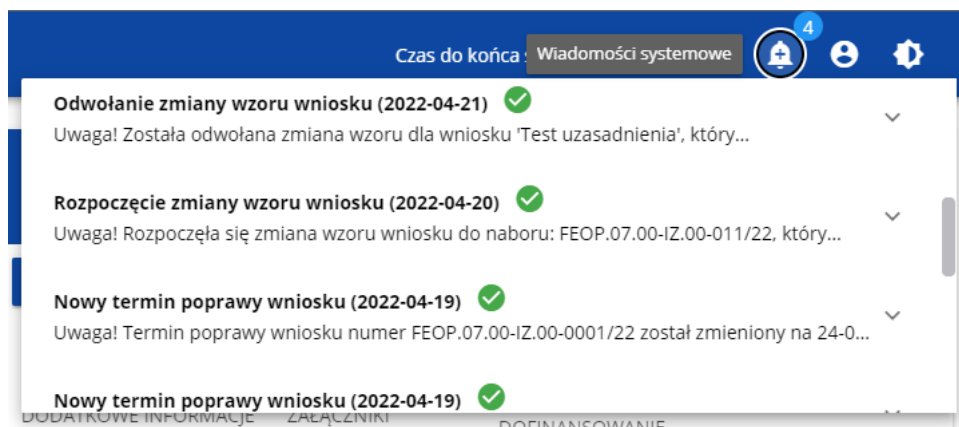 4
Czas do końca
Wiadomości systemowe
Odwołanie zmiany wzoru wniosku (2022-04-21)
Uwaga! Została odwołana zmiana wzoru dla wniosku 'Test uzasadnienia', który...
Rozpoczęcie zmiany wzoru wniosku (2022-04-20)
Uwaga! Rozpoczęła się zmiana wzoru wniosku do naboru: FEOP.07.00-IZ.00-011/22, który...
Nowy termin poprawy wniosku (2022-04-19)
Uwaga! Termin poprawy wniosku numer FEOP.07.00-IZ.00-0001/22 został zmieniony na 24-0...
Nowy termin poprawy wniosku (2022-04-19)
DODATKOWE INFORMACJE ZAŁĄCZNIKI DOFINANSOWANIE